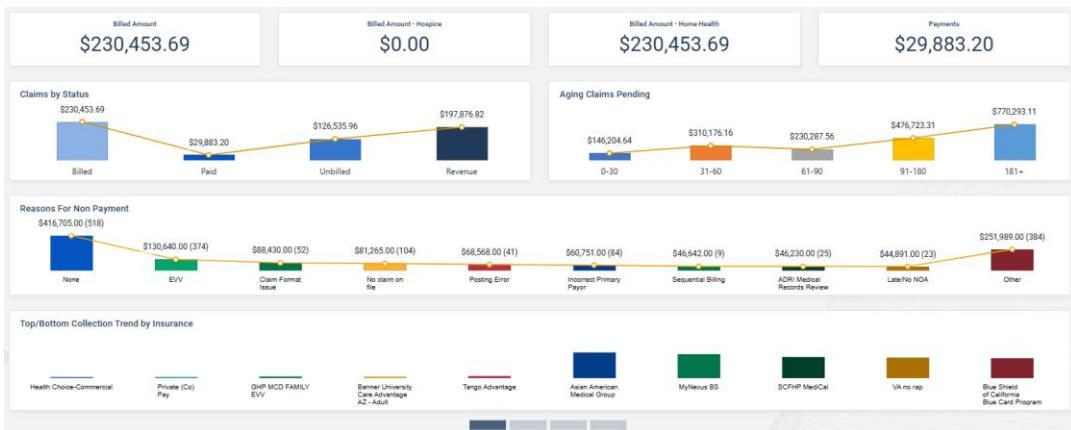 Billed Amount
$230,453.69
Billed Amount - Hospice
$0.00
Billed Amount - Home Health
$230,453.69
Payments
$29,883.20
Claims by Status
$230,453.69
$29,883.20
$126,535.96
$197,876.82
Billed
Paid
Unbilled
Revenue
Aging Claims Pending
$146,204.64
$310,176.16
$230,287.56
$476,723.31
$770,293.11
0-30
31-60
61-90
91-180
181+
Reasons For Non Payment
$416,705.00 (518)
$130,640.00 (374)
$88,430.00 (52)
$81,265.00 (104)
$68,568.00 (41)
$60,751.00 (84)
$46,642.00 (9)
$46,230.00 (25)
$44,891.00 (23)
$251,989.00 (384)
None
EVV
Claim Format
Issue
No claim on
file
Posting Error
Incorrect Primary
Payor
Sequential Billing
ADR/ Medical
Records Review
Late/No NOA
Other
Top/Bottom Collection Trend by Insurance
Health Choice-Commercial
Private (Co)
Pay
GHP MCD FAMILY
EVV
Banner University
Care Advantage
AZ - Adult
Tango Advantage
Asian American
Medical Group
MyNexus BS
SCFHP MediCal
VA no rap
Blue Shield
of California
Blue Card Program